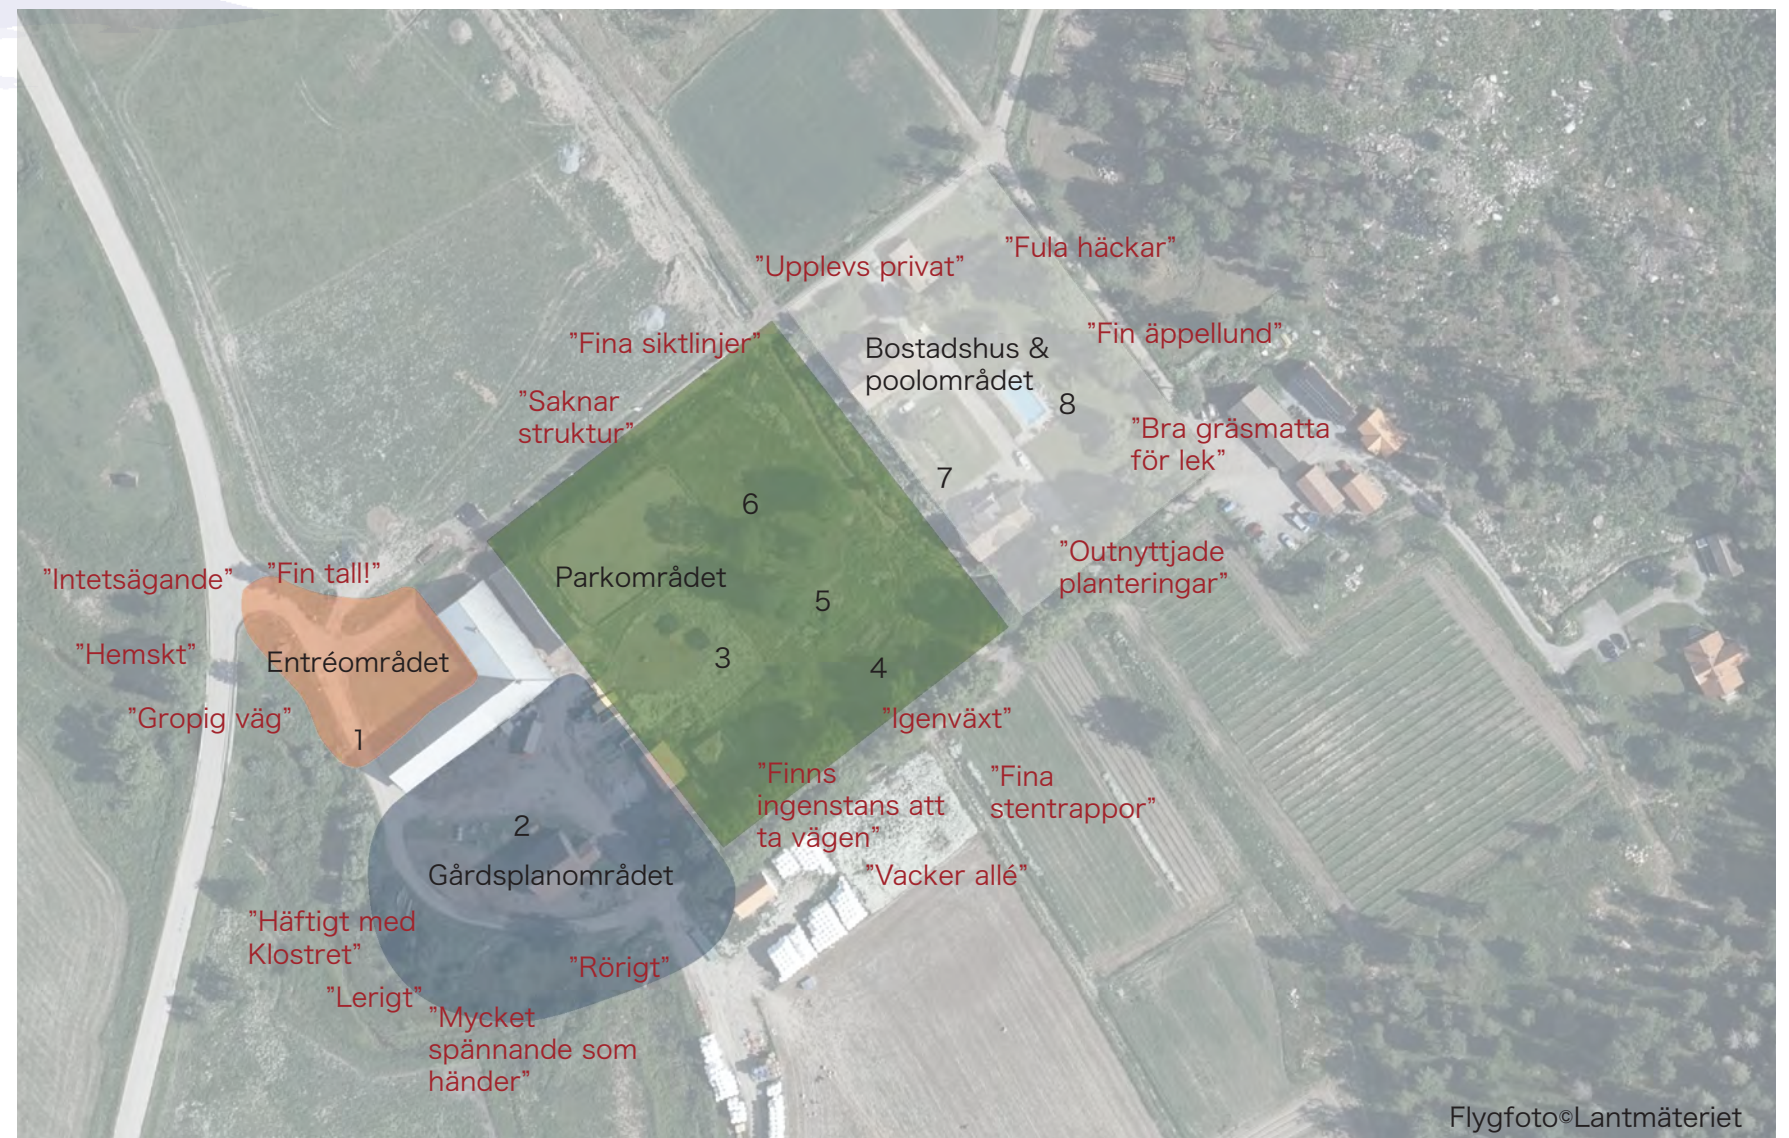 "Fula häckar"
"Upplevs privat"
"Fina siktlinjer"
Bostadshus &
poolområdet
"Fin äppellund"
"Saknar
struktur"
8
"Bra gräsmatta
för lek"
7
6
"Intetsägande"
"Fin tall!"
Parkområdet
5
"Outnyttjade
planteringar"
"Hemskt"
Entréområdet
3
4
"Gropig väg"
1
"Igenväxt"
"Finns
ingenstans att
ta vägen"
"Fina
stentrappor"
2
Gårdsplanområdet
"Vacker allé"
"Häftigt med
Klostret"
"Rörigt"
"Lerigt"
"Mycket
spännande som
händer"
Flygfoto©Lantmäteriet